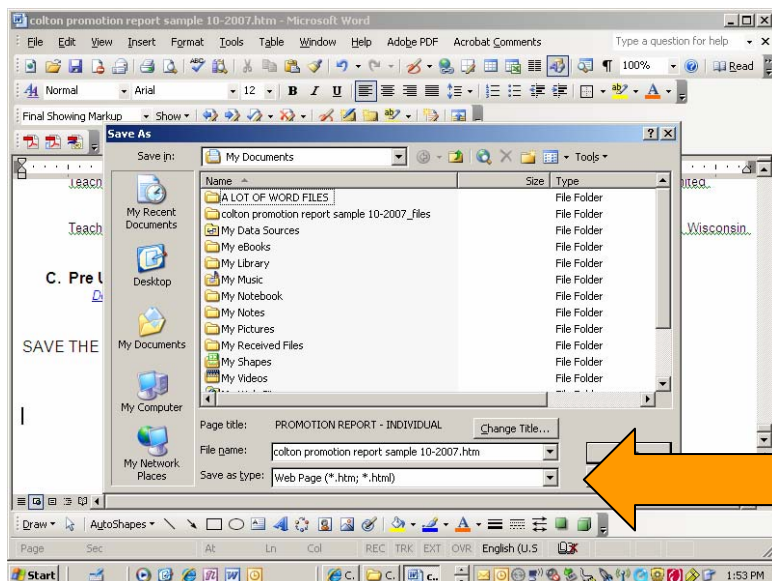 colton promotion report sample 10-2007.htm - Microsoft Word
File Edit View Insert Format Tools Table Window Help Adobe PDF Acrobat Comments Type a question for help
100% Read
Normal Arial 12 B I U
Final Showing Markup Show
Save As
Save in: My Documents Tools
Name Size Type
A LOT OF WORD FILES File Folder
colton promotion report sample 10-2007_files File Folder
My Data Sources File Folder
My eBooks File Folder
My Library File Folder
My Music File Folder
My Notebook File Folder
My Notes File Folder
My Pictures File Folder
My Received Files File Folder
My Shapes File Folder
My Videos File Folder
My Recent Documents
Desktop
My Documents
My Computer
My Network Places
Page title: PROMOTION REPORT - INDIVIDUAL Change Title...
File name: colton promotion report sample 10-2007.htm
Save as type: Web Page (*.htm; *.html)
Teach Wisconsin
C. Pre
SAVE THE
Draw AutoShapes
Page Sec At Ln Col REC TRK EXT OVR English (U.S
Start C. C. c.. 1:53 PM